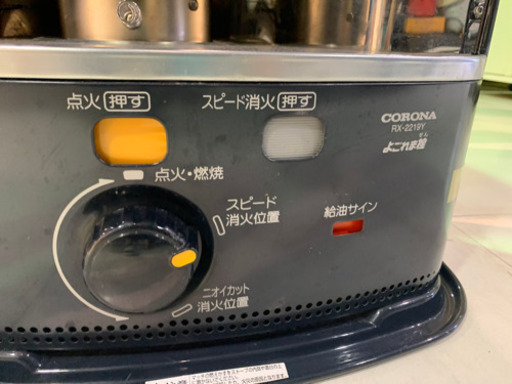 点火 押す
スピード消火 押す
CORONA
RX-2219Y
よごれま栓
点火・燃焼
スピード
消火位置
給油サイン
ニオイカット
消火位置